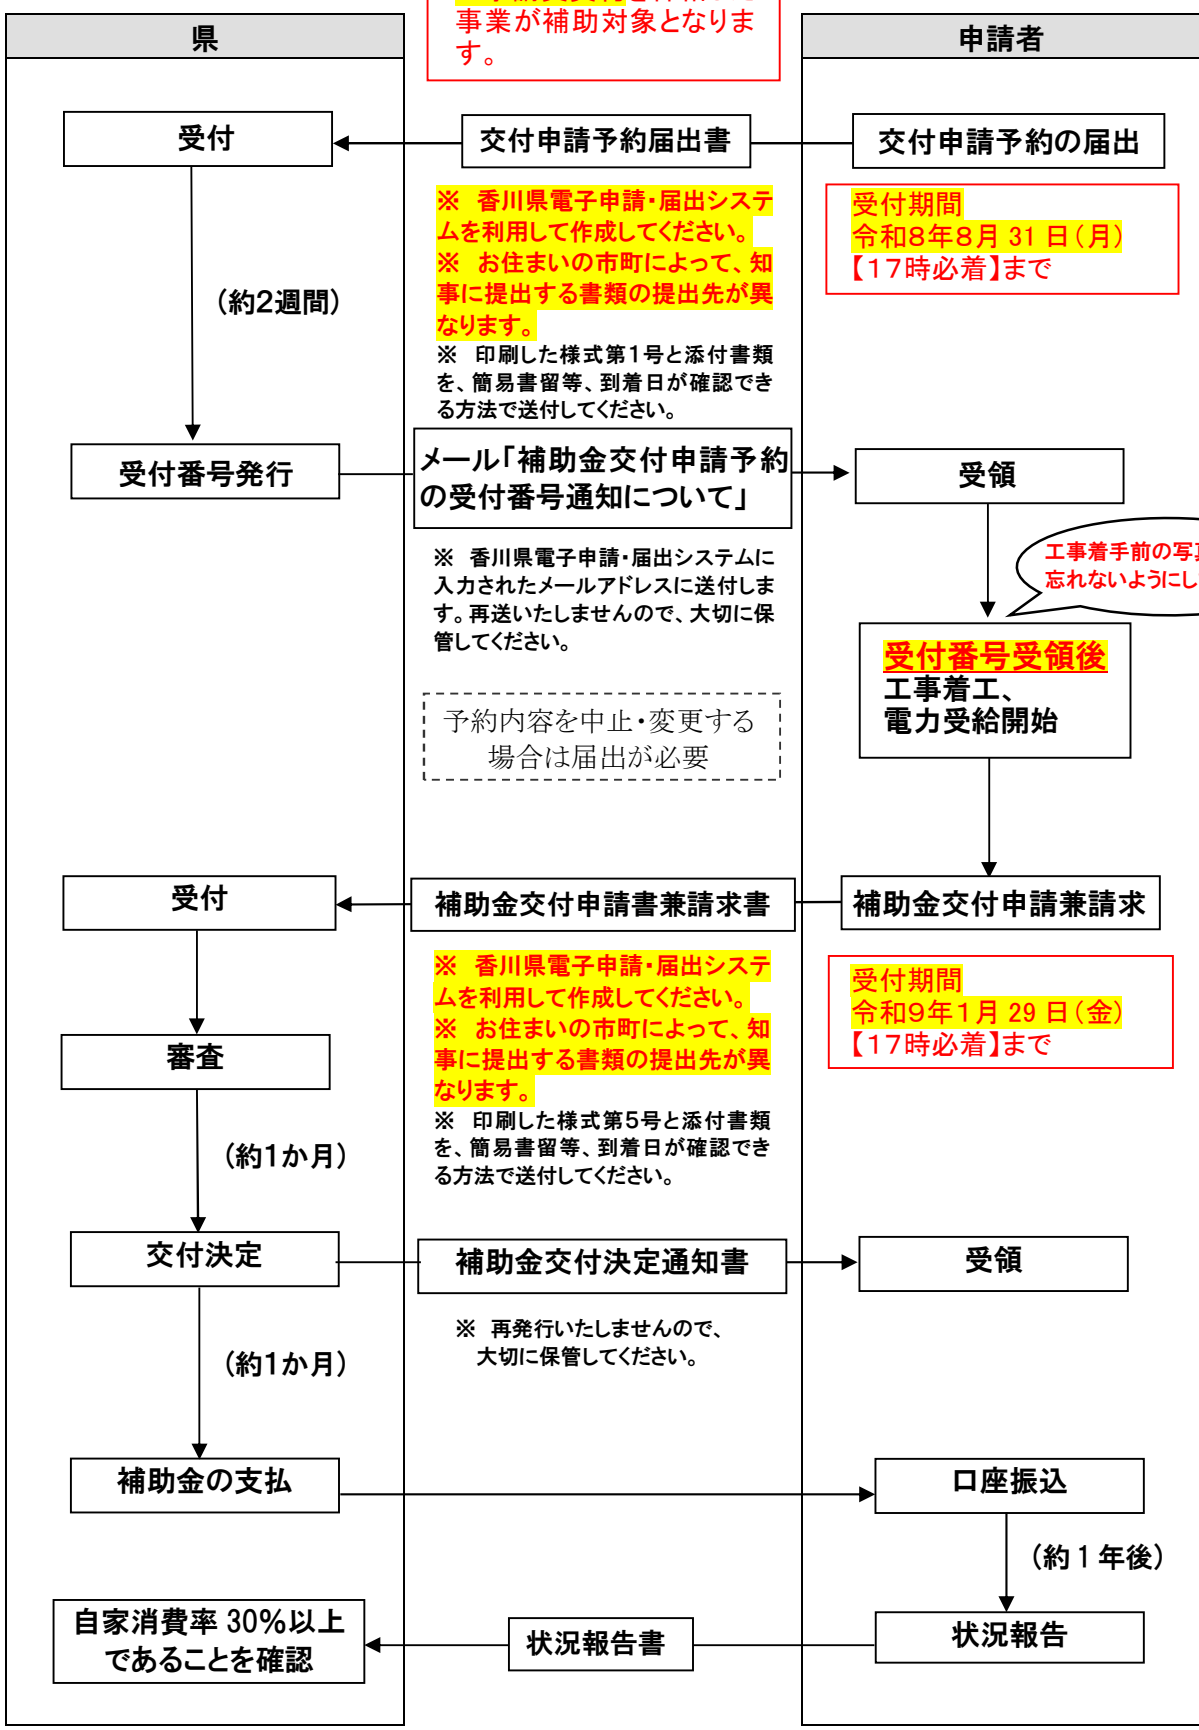 事業が補助対象となりま
す。
県
申請者
受付
交付申請予約届出書
交付申請予約の届出
※ 香川県電子申請・届出システ
ムを利用して作成してください。
※ お住まいの市町によって、知
事に提出する書類の提出先が異
なります。
※ 印刷した様式第1号と添付書類
を、簡易書留等、到着日が確認でき
る方法で送付してください。
受付期間
令和8年8月 31 日(月)
【17時必着】まで
(約2週間)
受付番号発行
メール「補助金交付申請予約
の受付番号通知について」
受領
※ 香川県電子申請・届出システムに
入力されたメールアドレスに送付しま
す。再送いたしませんので、大切に保
管してください。
工事着手前の写
忘れないようにし
受付番号受領後
工事着工、
電力受給開始
予約内容を中止・変更する
場合は届出が必要
受付
補助金交付申請書兼請求書
補助金交付申請兼請求
※ 香川県電子申請・届出システ
ムを利用して作成してください。
※ お住まいの市町によって、知
事に提出する書類の提出先が異
なります。
※ 印刷した様式第5号と添付書類
を、簡易書留等、到着日が確認でき
る方法で送付してください。
受付期間
令和9年1月 29 日(金)
【17時必着】まで
審査
(約1か月)
交付決定
補助金交付決定通知書
受領
※ 再発行いたしませんので、
大切に保管してください。
(約1か月)
補助金の支払
口座振込
(約1年後)
自家消費率 30%以上
であることを確認
状況報告書
状況報告